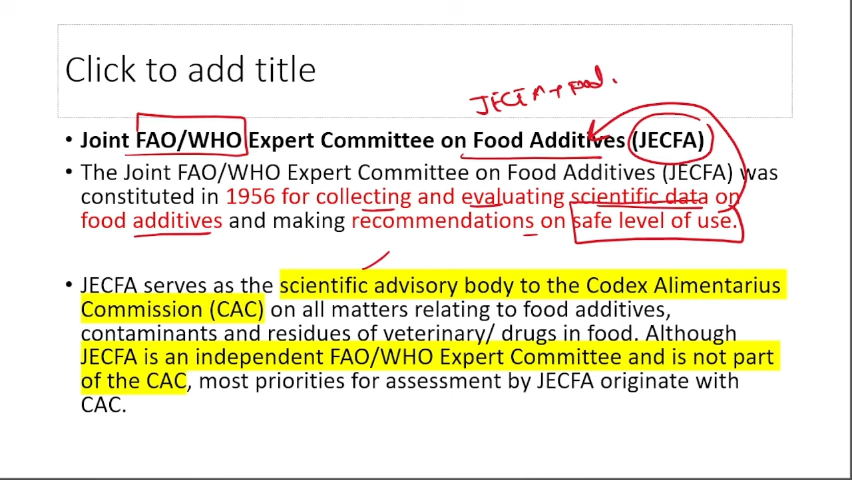 Click to add title
JECFA → Food.
• Joint FAO/WHO Expert Committee on Food Additives (JECFA)
• The Joint FAO/WHO Expert Committee on Food Additives (JECFA) was
constituted in 1956 for collecting and evaluating scientific data on
food additives and making recommendations on safe level of use.
• JECFA serves as the scientific advisory body to the Codex Alimentarius
Commission (CAC) on all matters relating to food additives,
contaminants and residues of veterinary/ drugs in food. Although
JECFA is an independent FAO/WHO Expert Committee and is not part
of the CAC, most priorities for assessment by JECFA originate with
CAC.